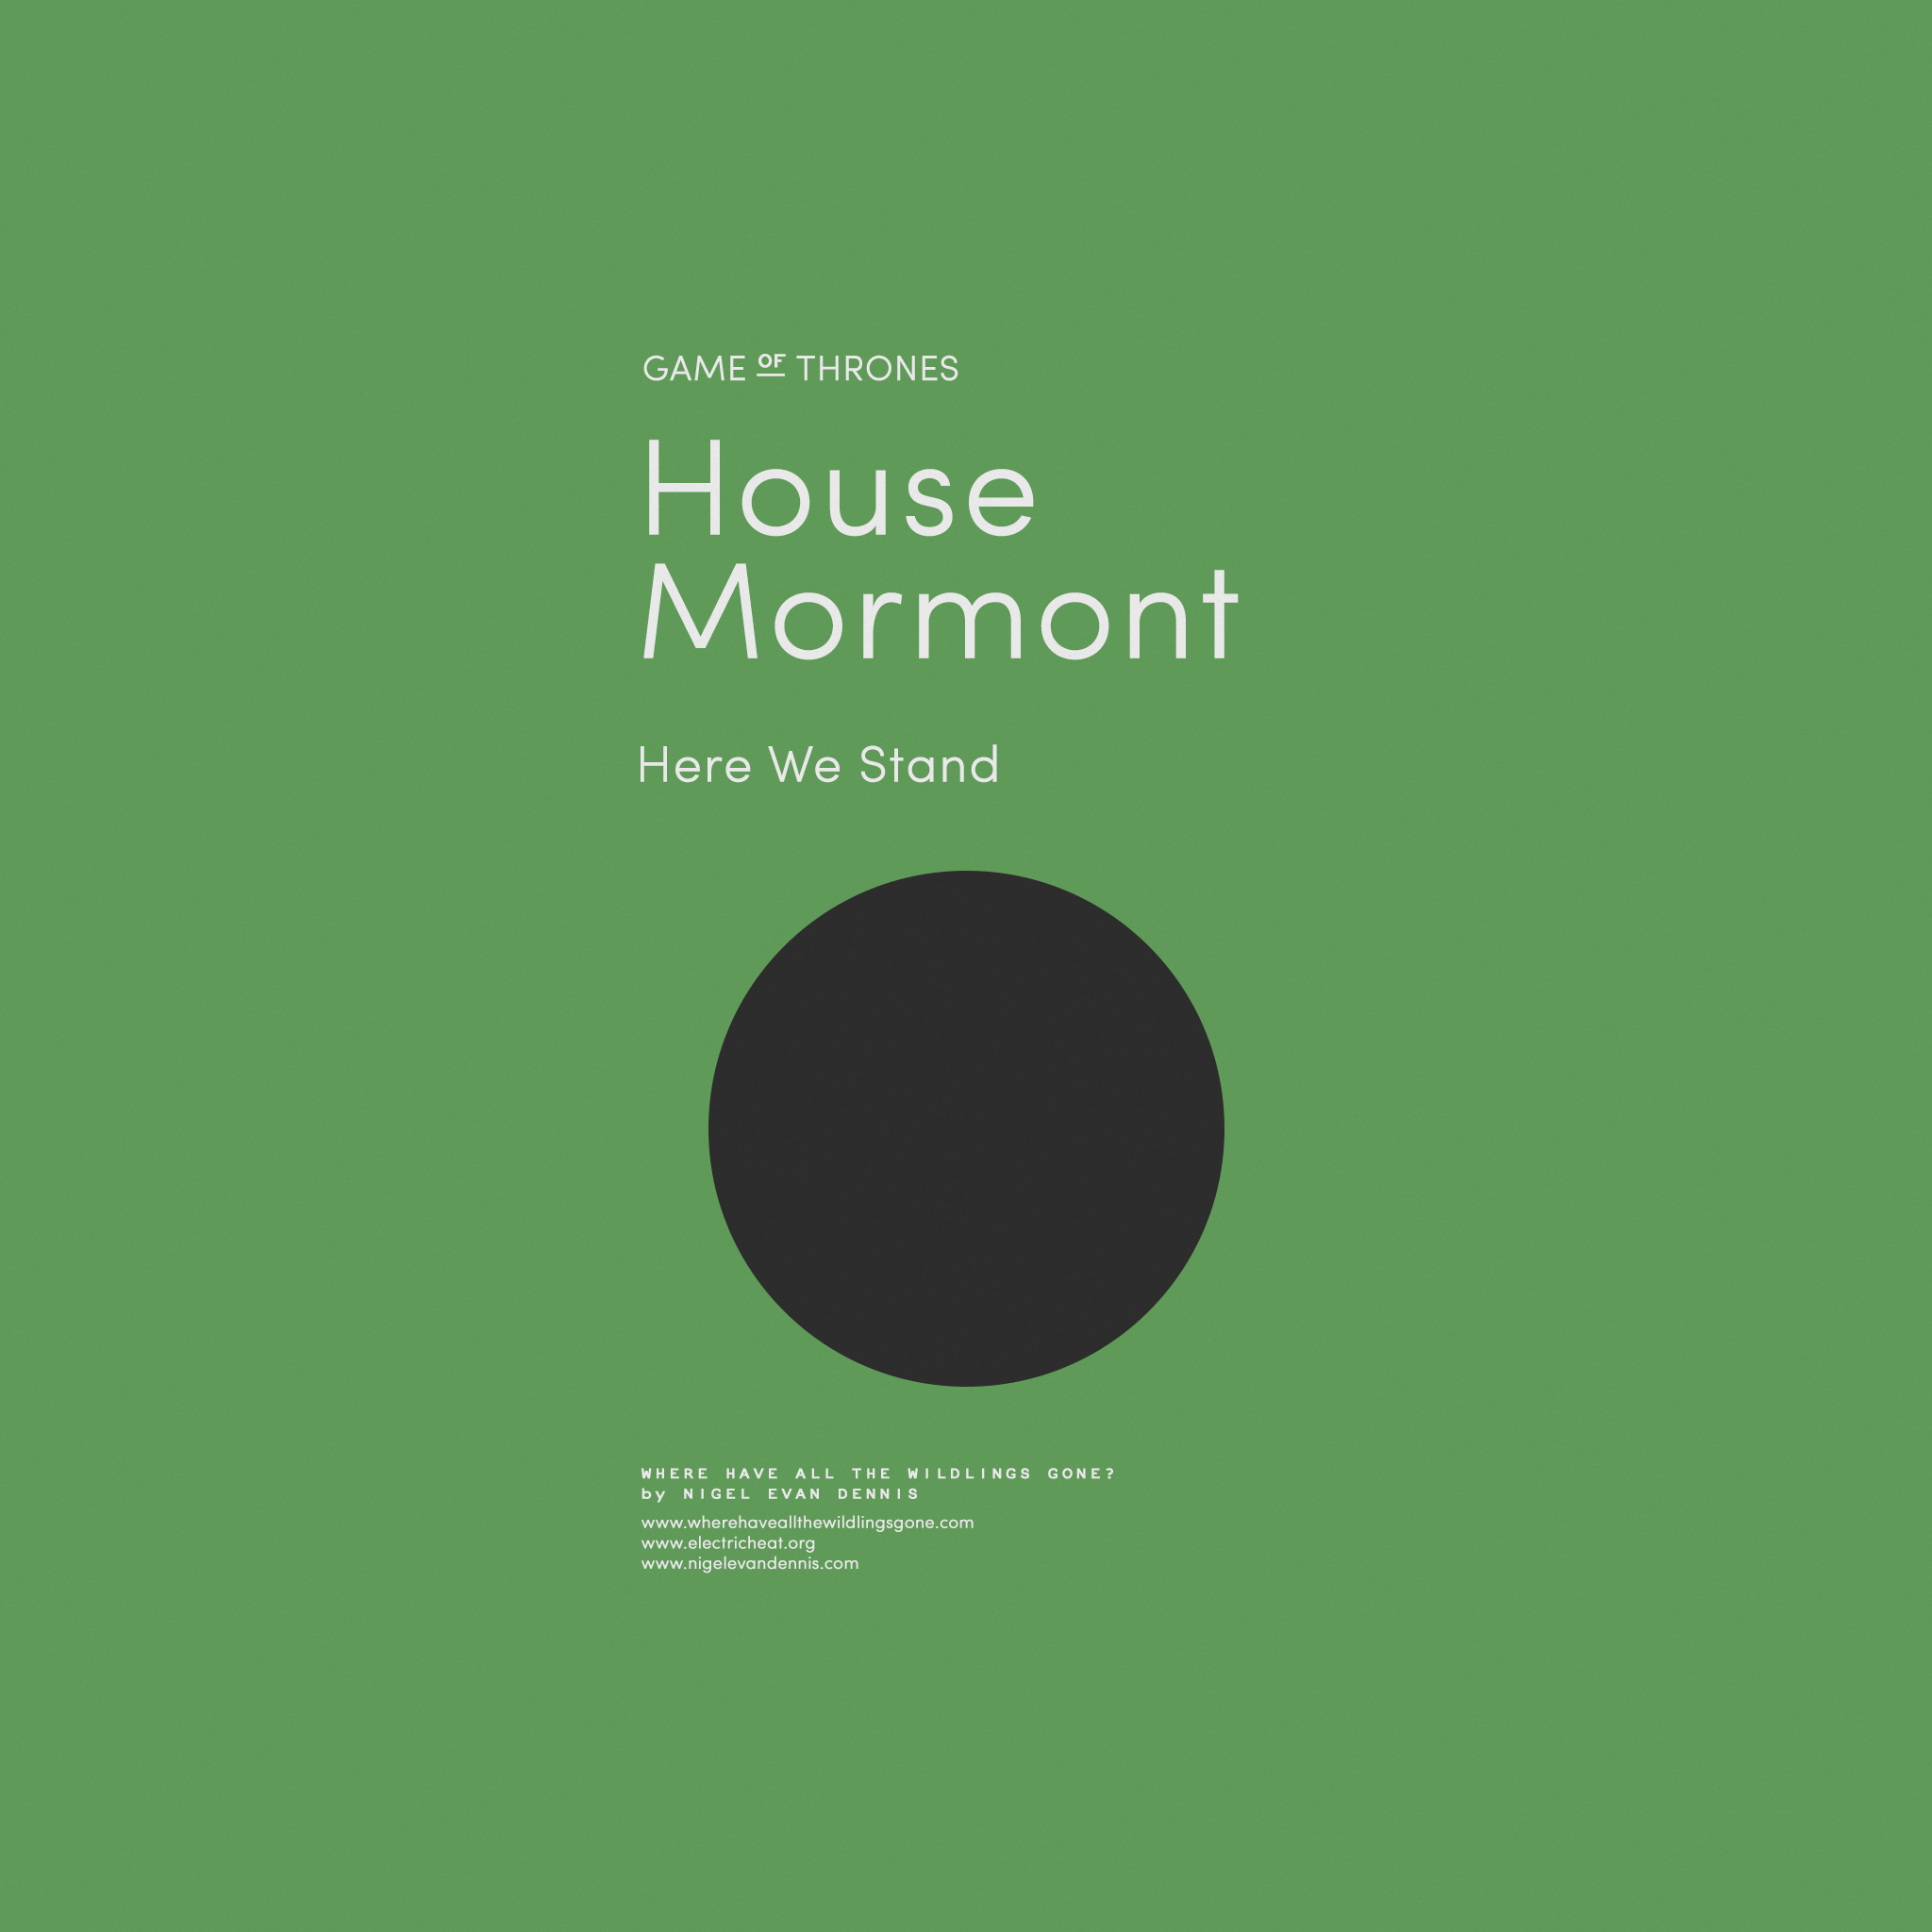 GAME OF THRONES
House
Mormont
Here We Stand
WHERE HAVE ALL THE WILDLINGS GONE?
by NIGEL EVAN DENNIS
www.wherehaveallthewildlingsgone.com
www.electricheat.org
www.nigelevandennis.com